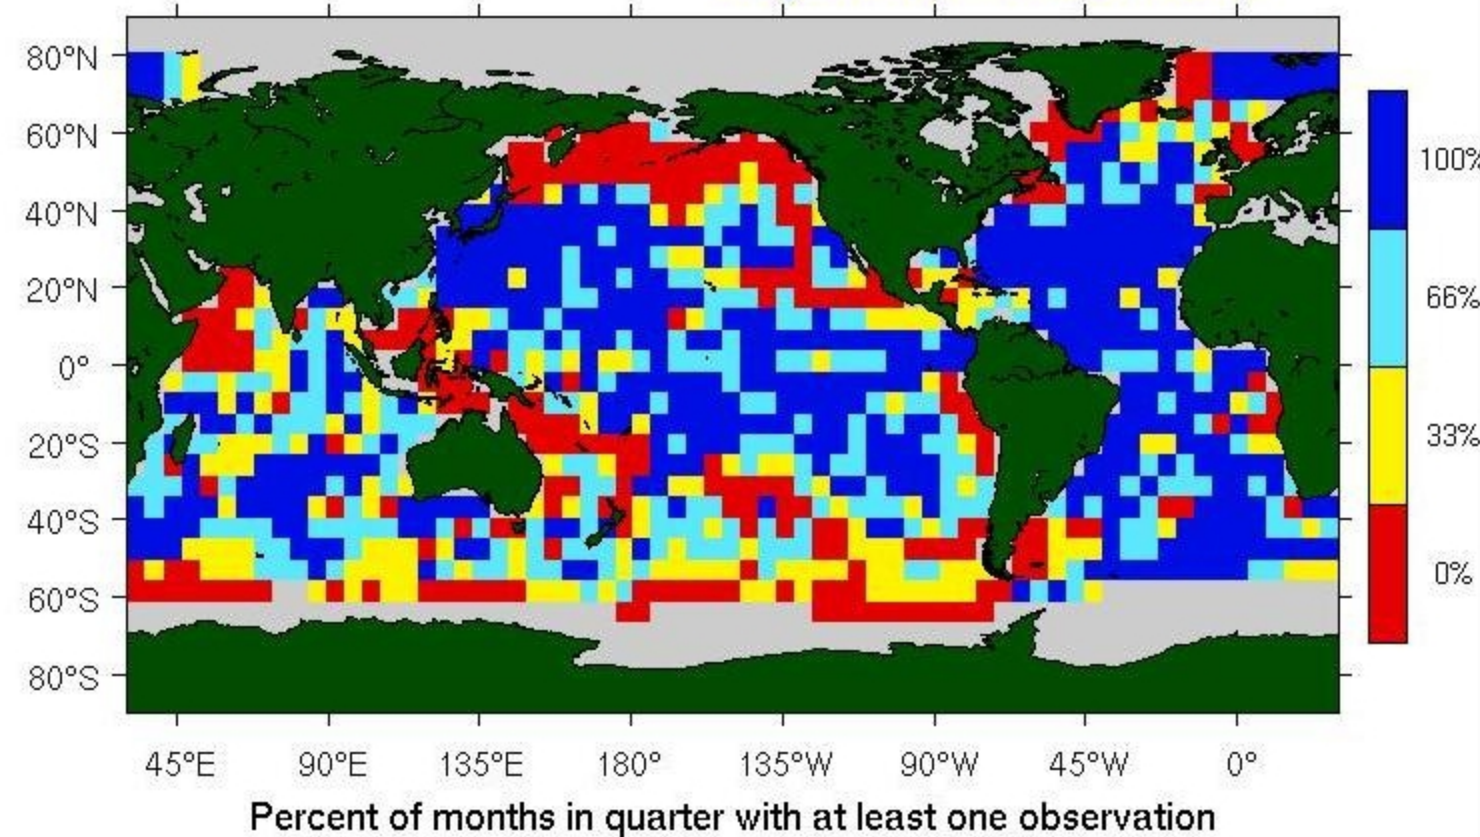 80°N
60°N
40°N
20°N
0°
20°S
40°S
60°S
80°S
45°E 90°E 135°E 180° 135°W 90°W 45°W 0°
100%
66%
33%
0%
Percent of months in quarter with at least one observation